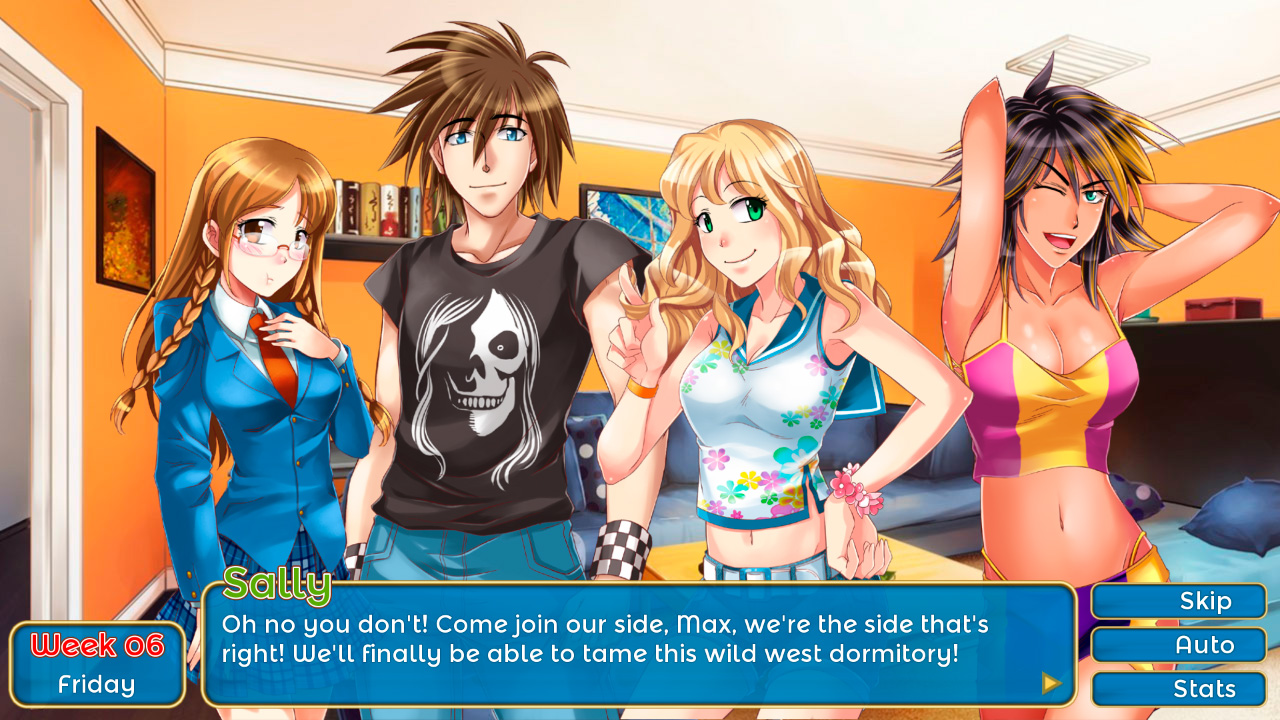 Sally
Oh no you don't! Come join our side, Max, we're the side that's
right! We'll finally be able to tame this wild west dormitory!
Week 06
Friday
Skip
Auto
Stats